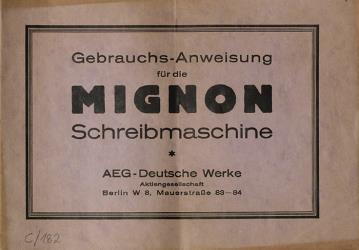 Gebrauchs-Anweisung
für die
MIGNON
Schreibmaschine
*
AEG-Deutsche Werke
Aktiengesellschaft
Berlin W 8, Mauerstraße 83—84
C/182